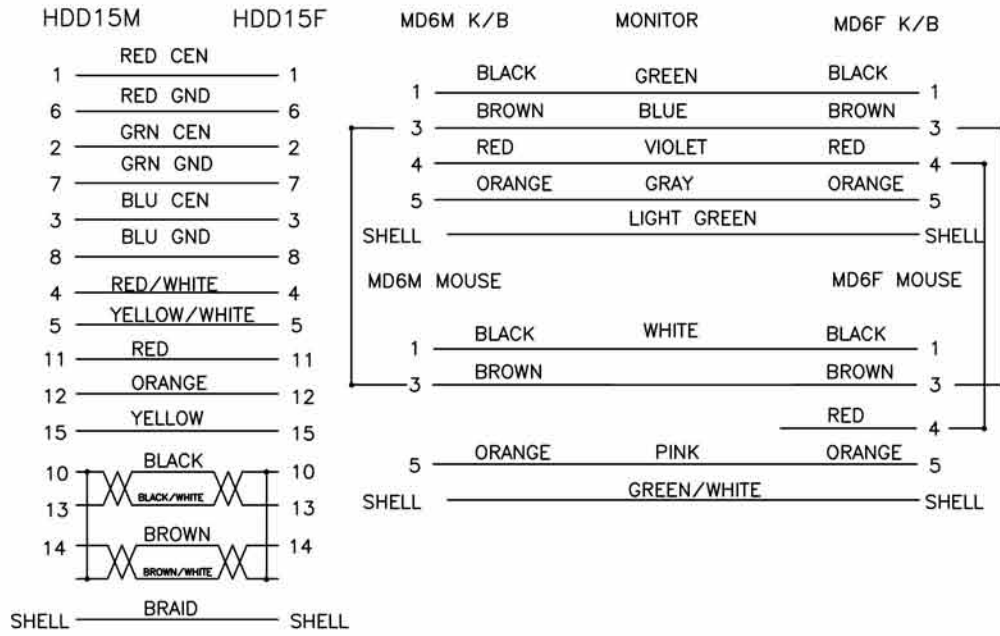 HDD15M HDD15F
1 RED CEN 1
6 RED GND 6
2 GRN CEN 2
7 GRN GND 7
3 BLU CEN 3
8 BLU GND 8
4 RED/WHITE 4
5 YELLOW/WHITE 5
11 RED 11
12 ORANGE 12
15 YELLOW 15
10 BLACK 10
13 BLACK/WHITE 13
14 BROWN 14
BROWN/WHITE
SHELL BRAID SHELL
MD6M K/B MONITOR MD6F K/B
1 BLACK GREEN BLACK 1
3 BROWN BLUE BROWN 3
4 RED VIOLET RED 4
5 ORANGE GRAY ORANGE 5
SHELL LIGHT GREEN SHELL
MD6M MOUSE MD6F MOUSE
1 BLACK WHITE BLACK 1
3 BROWN BROWN 3
RED 4
5 ORANGE PINK ORANGE 5
SHELL GREEN/WHITE SHELL